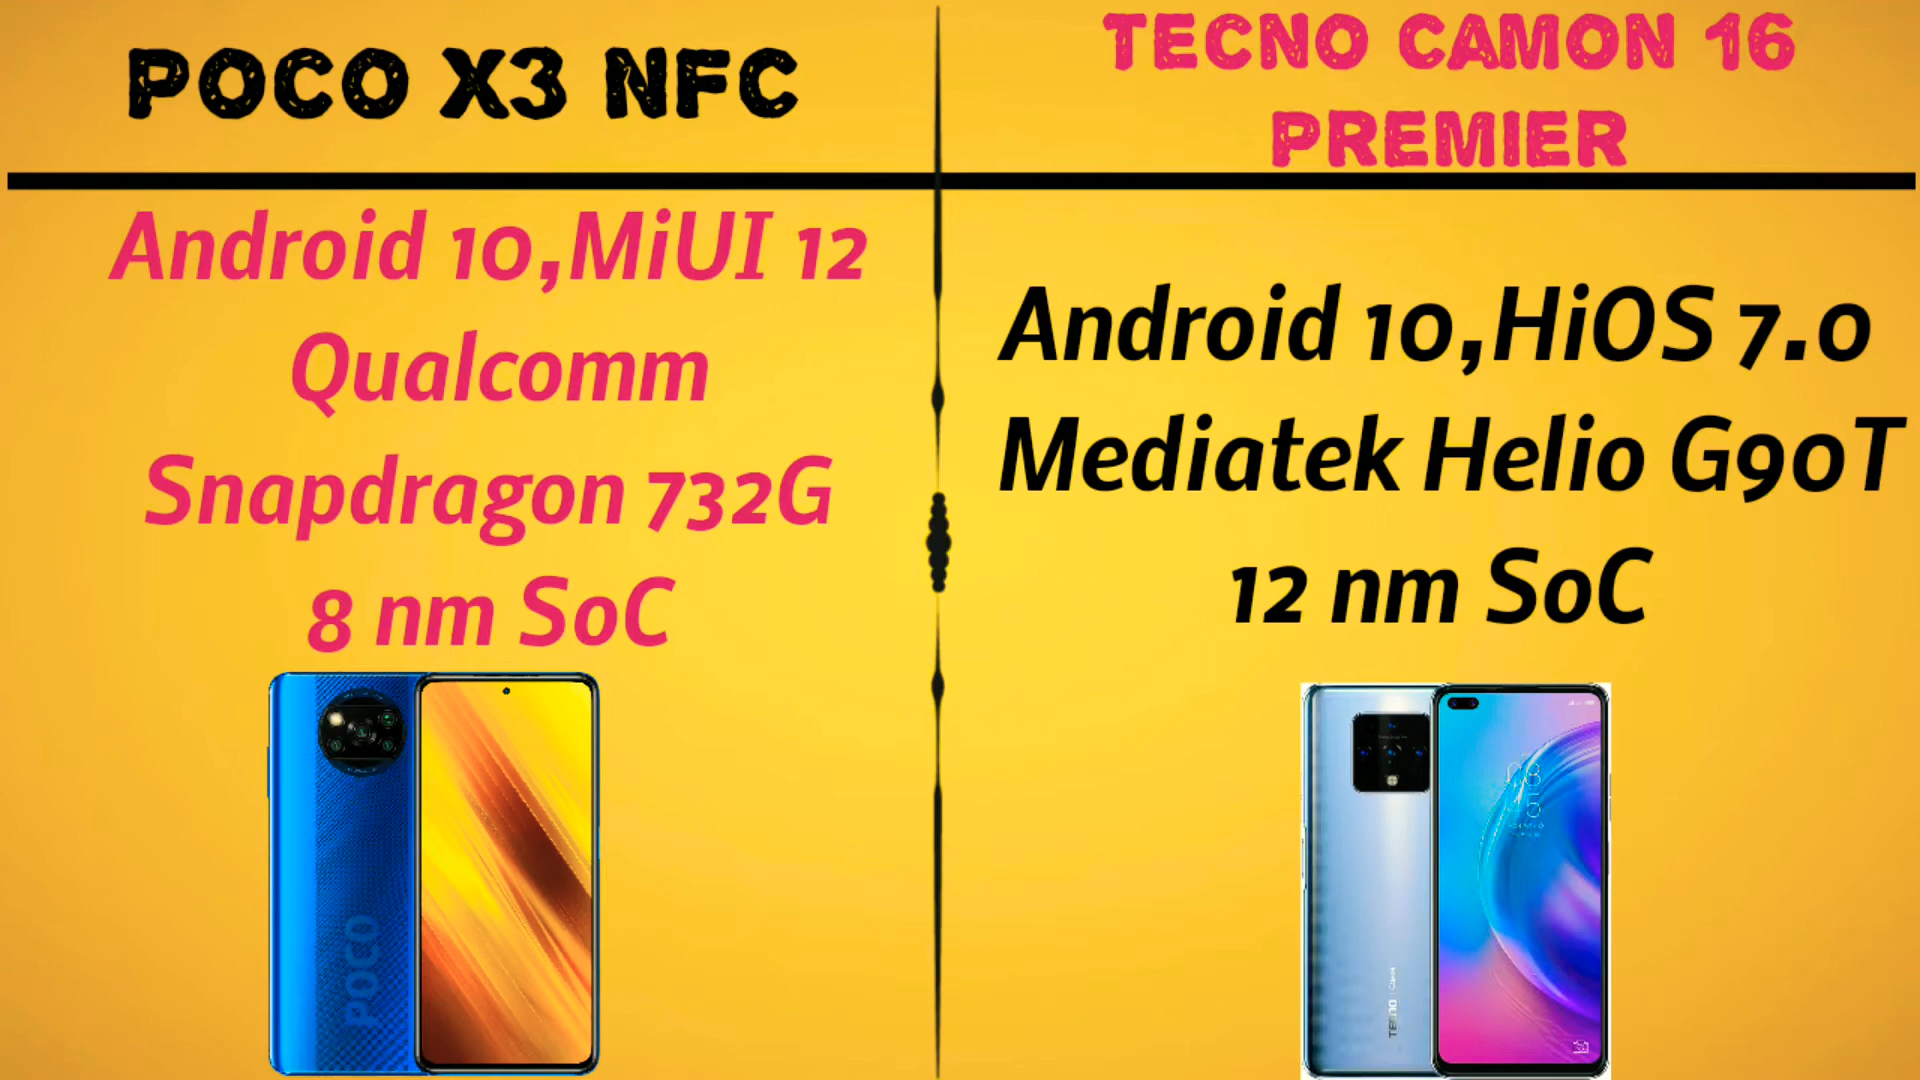 POCO X3 NFC
TECNO CAMON 16
PREMIER
Android 10,MiUI 12
Qualcomm
Snapdragon 732G
8 nm SoC
Android 10,HiOS 7.0
Mediatek Helio G90T
12 nm SoC
POCO
TECNO